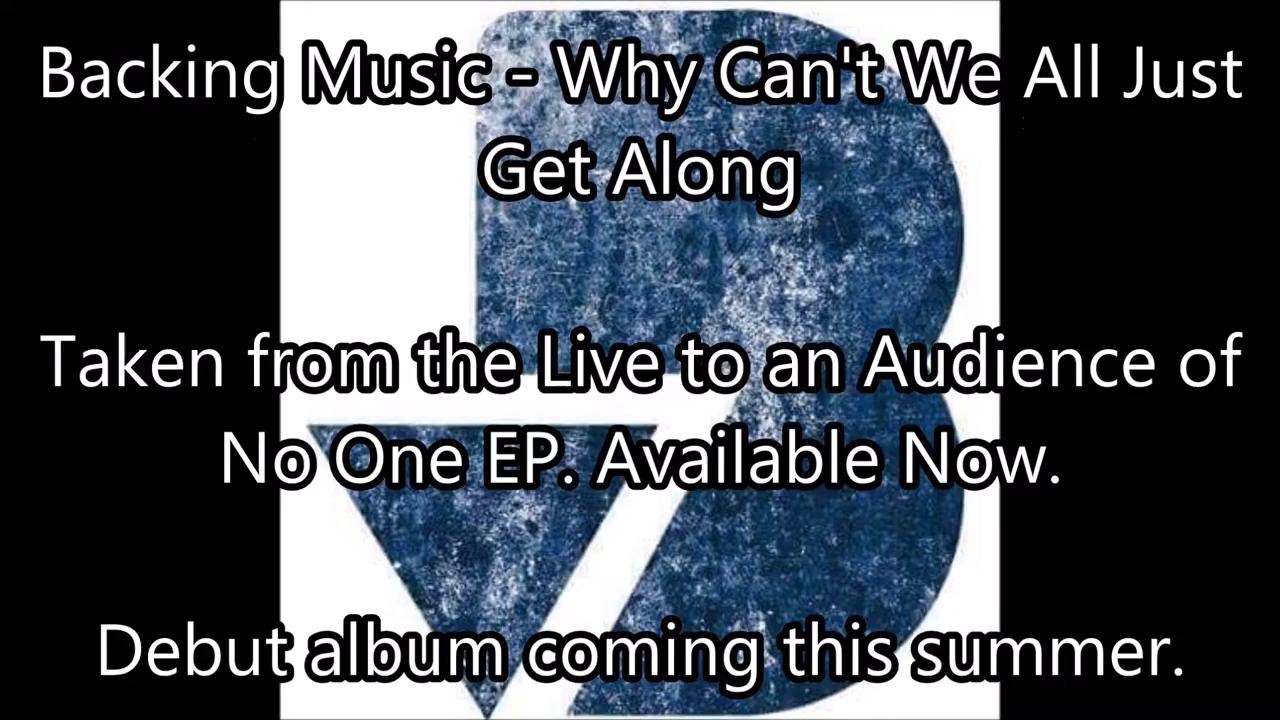 Backing Music - Why Can't We All Just
Get Along
Taken from the Live to an Audience of
No One EP. Available Now.
Debut album coming this summer.